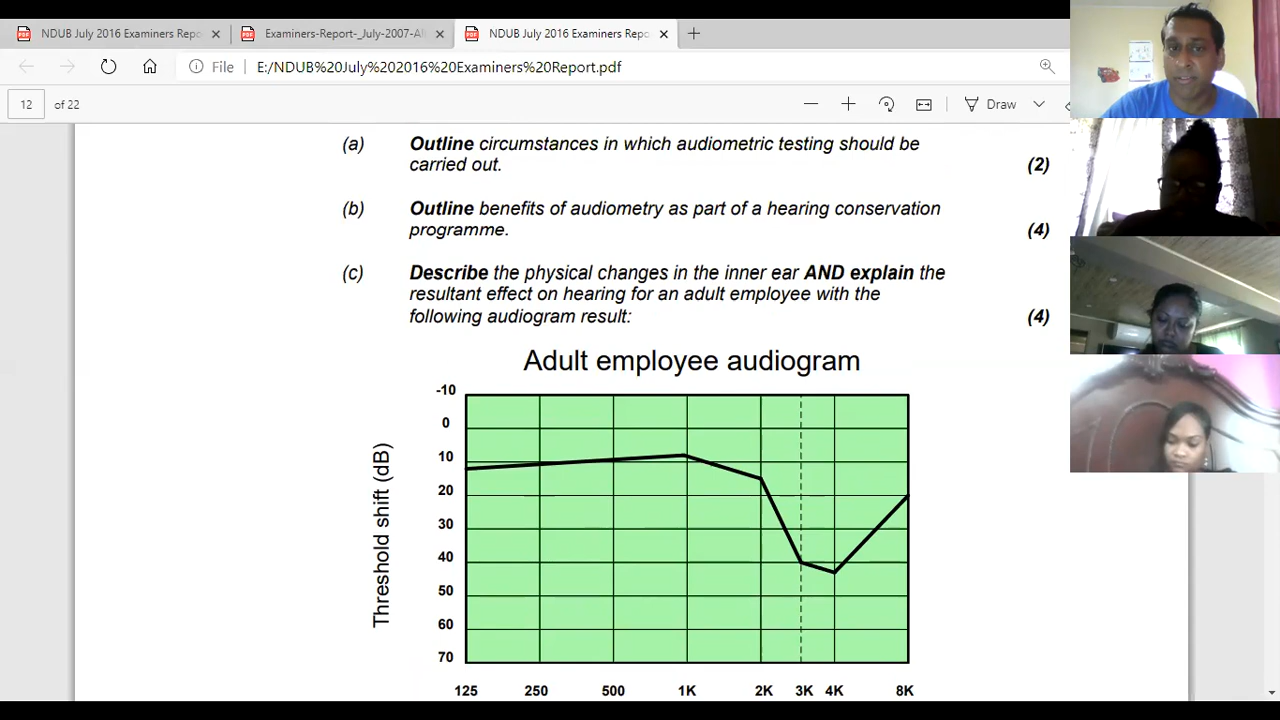 NDUB July 2016 Examiners Repo
Examiners-Report-_July-2007-A
NDUB July 2016 Examiners Repo
File
E:/NDUB%20July%202016%20Examiners%20Report.pdf
12 of 22
Draw
(a) Outline circumstances in which audiometric testing should be
carried out. (2)
(b) Outline benefits of audiometry as part of a hearing conservation
programme. (4)
(c) Describe the physical changes in the inner ear AND explain the
resultant effect on hearing for an adult employee with the
following audiogram result: (4)
Adult employee audiogram
Threshold shift (dB)
-10
0
10
20
30
40
50
60
70
125 250 500 1K 2K 3K 4K 8K